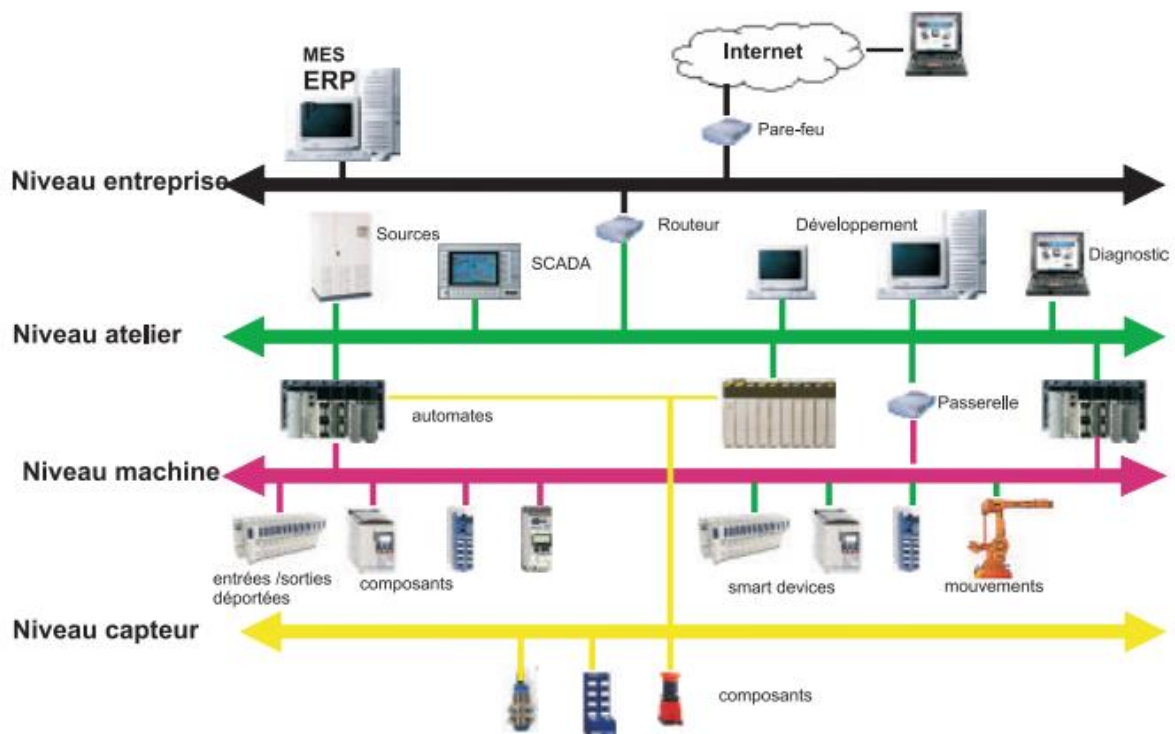 MES
ERP
Internet
Pare-feu
Niveau entreprise
Sources
SCADA
Routeur
Développement
Diagnostic
Niveau atelier
automates
Passerelle
Niveau machine
entrées /sorties
déportées
composants
smart devices
mouvements
Niveau capteur
composants